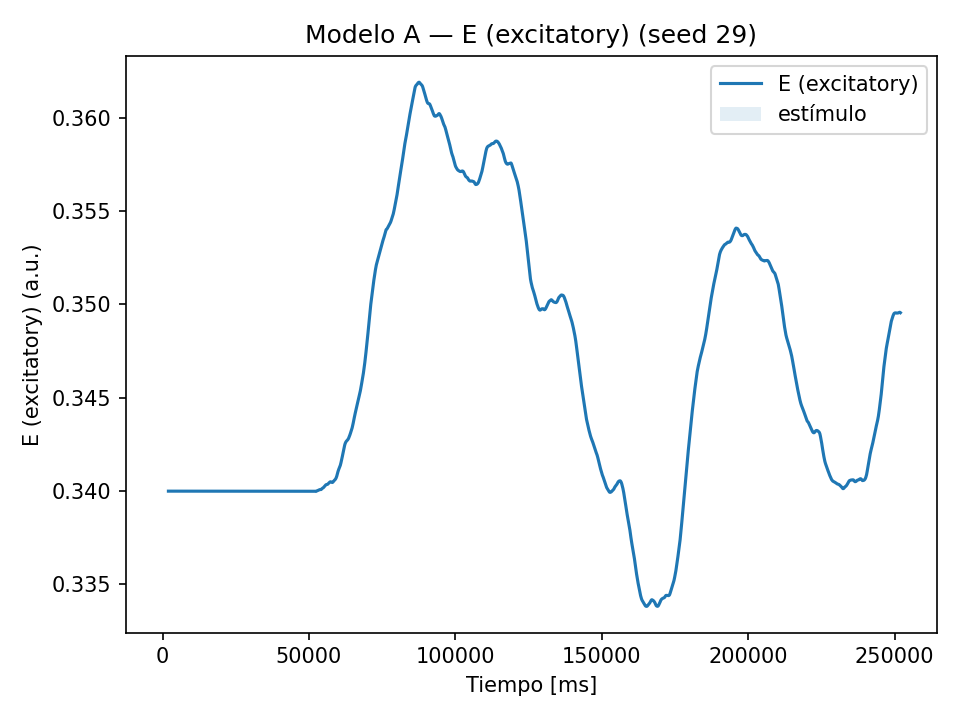 Modelo A — E (excitatory) (seed 29)
E (excitatory)
estímulo
E (excitatory) (a.u.)
0.360
0.355
0.350
0.345
0.340
0.335
0 50000 100000 150000 200000 250000
Tiempo [ms]